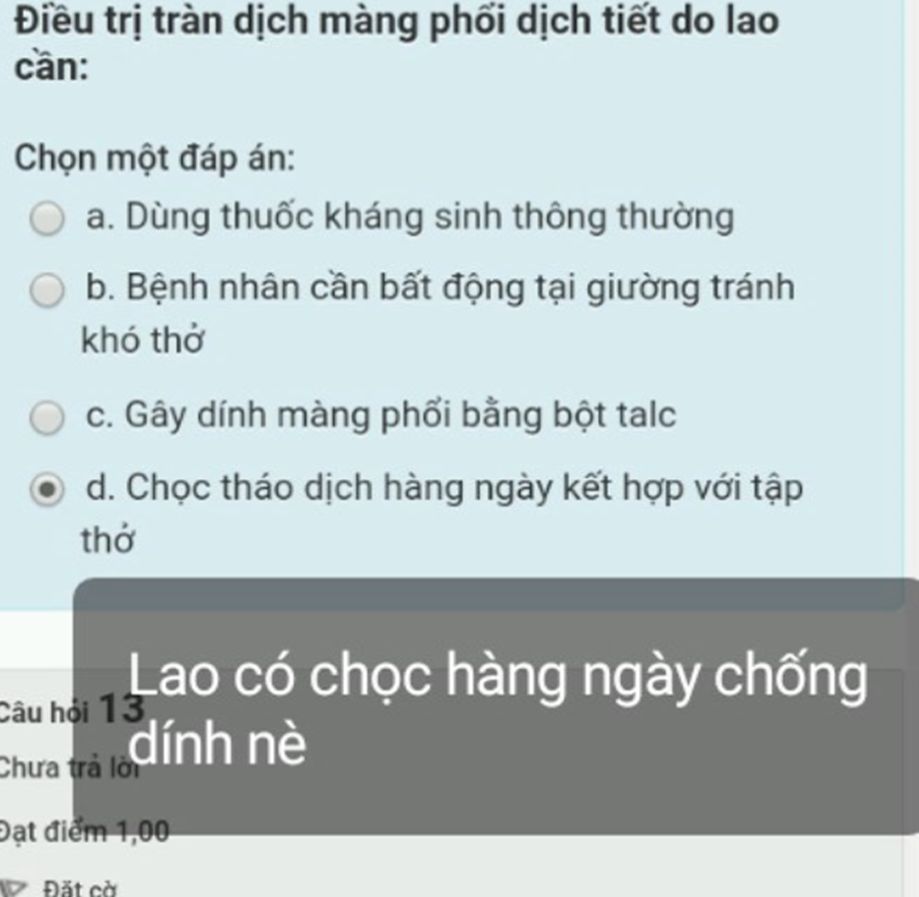 Điều trị tràn dịch màng phổi dịch tiết do lao
cần:
Chọn một đáp án:
a. Dùng thuốc kháng sinh thông thường
b. Bệnh nhân cần bất động tại giường tránh
khó thở
c. Gây dính màng phổi bằng bột talc
d. Chọc tháo dịch hàng ngày kết hợp với tập
thở
Lao có chọc hàng ngày chống
dính nè
Câu hỏi 13
Chưa trả lời
Đạt điểm 1,00
Đặt cờ